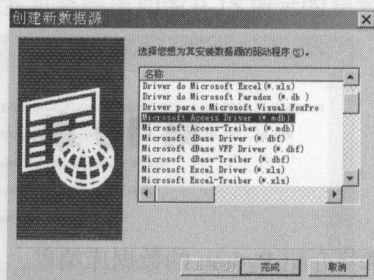 创建新数据源
选择您想为其安装数据源的驱动程序(S)。
名称
Driver do Microsoft Excel(*.xls)
Driver do Microsoft Paradox (*.db )
Driver para o Microsoft Visual FoxPro
Microsoft Access Driver (*.mdb)
Microsoft Access-Treiber (*.mdb)
Microsoft dBase Driver (*.dbf)
Microsoft dBase VFP Driver (*.dbf)
Microsoft dBase-Treiber (*.dbf)
Microsoft Excel Driver (*.xls)
Microsoft Excel-Treiber (*.xls)
完成
取消